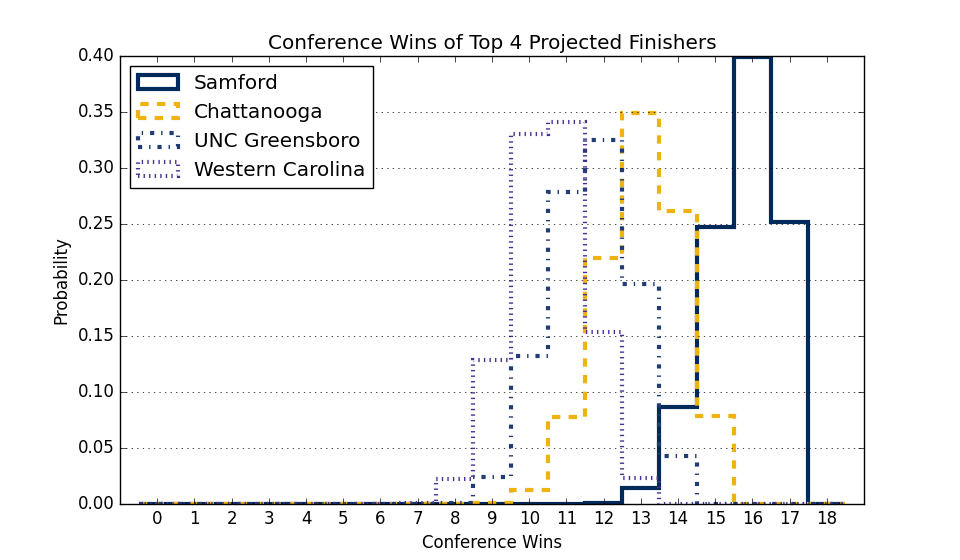 Conference Wins of Top 4 Projected Finishers
Samford
Chattanooga
UNC Greensboro
Western Carolina
Probability
0.40
0.35
0.30
0.25
0.20
0.15
0.10
0.05
0.00
0 1 2 3 4 5 6 7 8 9 10 11 12 13 14 15 16 17 18
Conference Wins